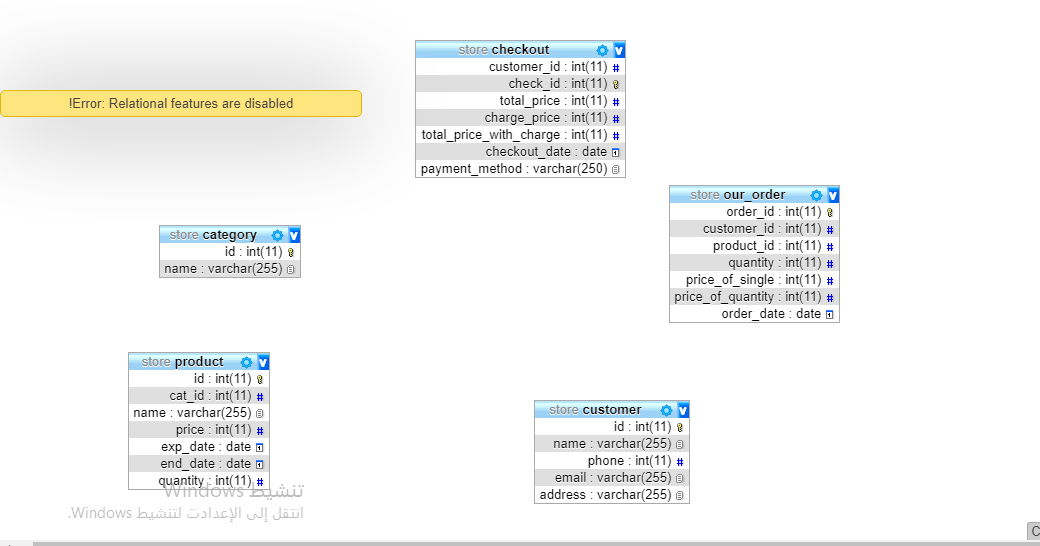 !Error: Relational features are disabled
store checkout
customer_id : int(11)
check_id : int(11)
total_price : int(11)
charge_price : int(11)
total_price_with_charge : int(11)
checkout_date : date
payment_method : varchar(250)
store our_order
order_id : int(11)
customer_id : int(11)
product_id : int(11)
quantity : int(11)
price_of_single : int(11)
price_of_quantity : int(11)
order_date : date
store category
id : int(11)
name : varchar(255)
store product
id : int(11)
cat_id : int(11)
name : varchar(255)
price : int(11)
exp_date : date
end_date : date
quantity : int(11)
store customer
id : int(11)
name : varchar(255)
phone : int(11)
email : varchar(255)
address : varchar(255)
تنشيط Windows
انتقل إلى الإعدادت لتنشيط Windows.
C